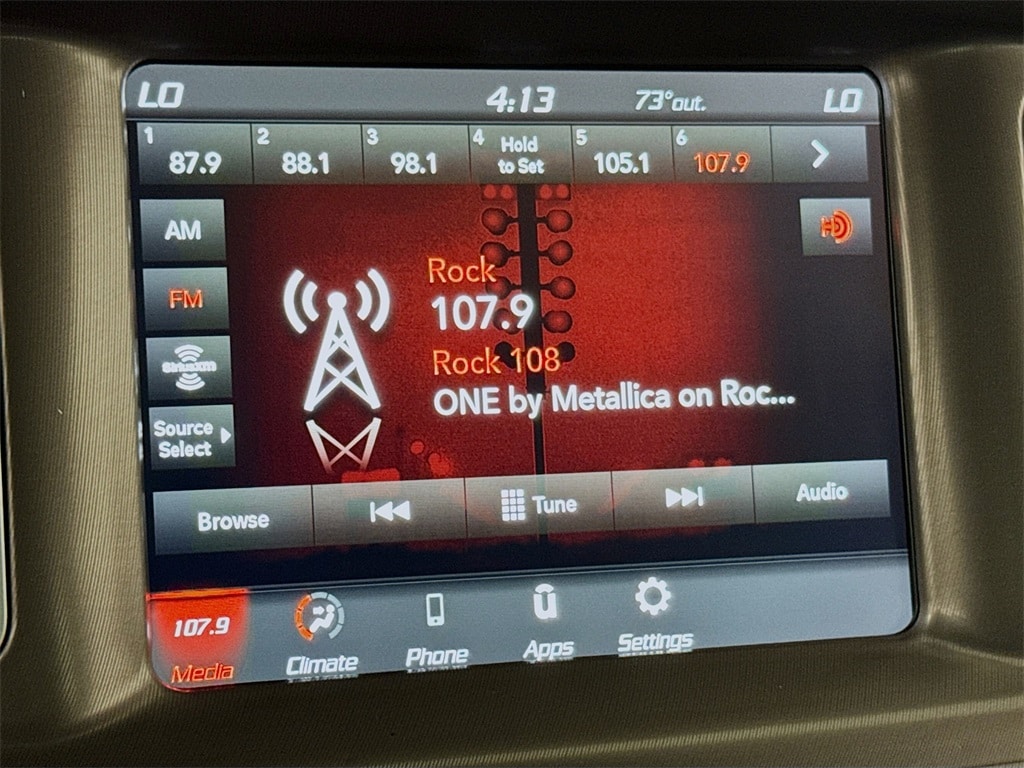 LO 4:13 73°out. LO
1 2 3 4 5 6
87.9 88.1 98.1 Hold to Set 105.1 107.9
AM
HD
FM
Rock
107.9
SiriusXM
Rock 108
ONE by Metallica on Roc...
Source
Select
Browse Tune Audio
107.9
Media Climate Phone Apps Settings